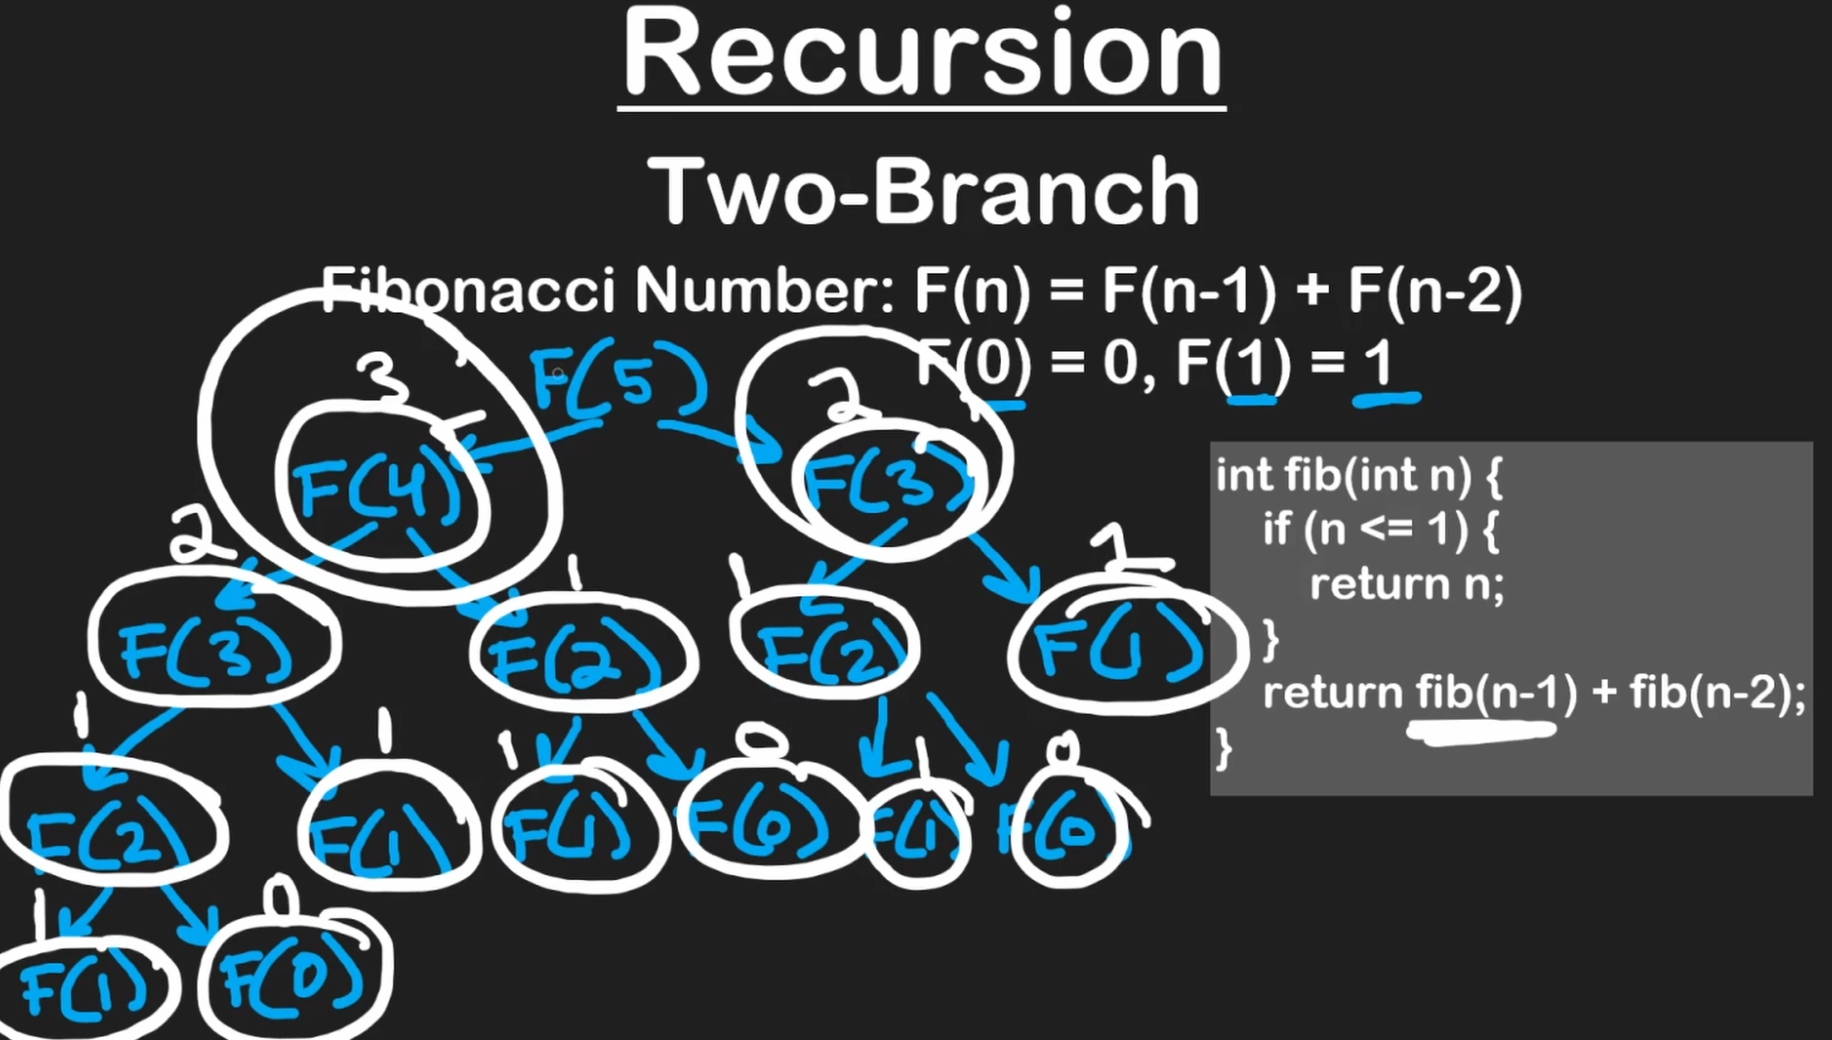 Recursion
Two-Branch
Fibonacci Number: F(n) = F(n-1) + F(n-2)
F(0) = 0, F(1) = 1
F(5)
3
2
F(4)
F(3)
2
1
1
1
F(3)
F(2)
F(2)
F(1)
1
1
1
0
1
0
F(2)
F(1)
F(1)
F(0)
F(1)
F(0)
1
0
F(1)
F(0)
int fib(int n) {
if (n <= 1) {
return n;
}
return fib(n-1) + fib(n-2);
}